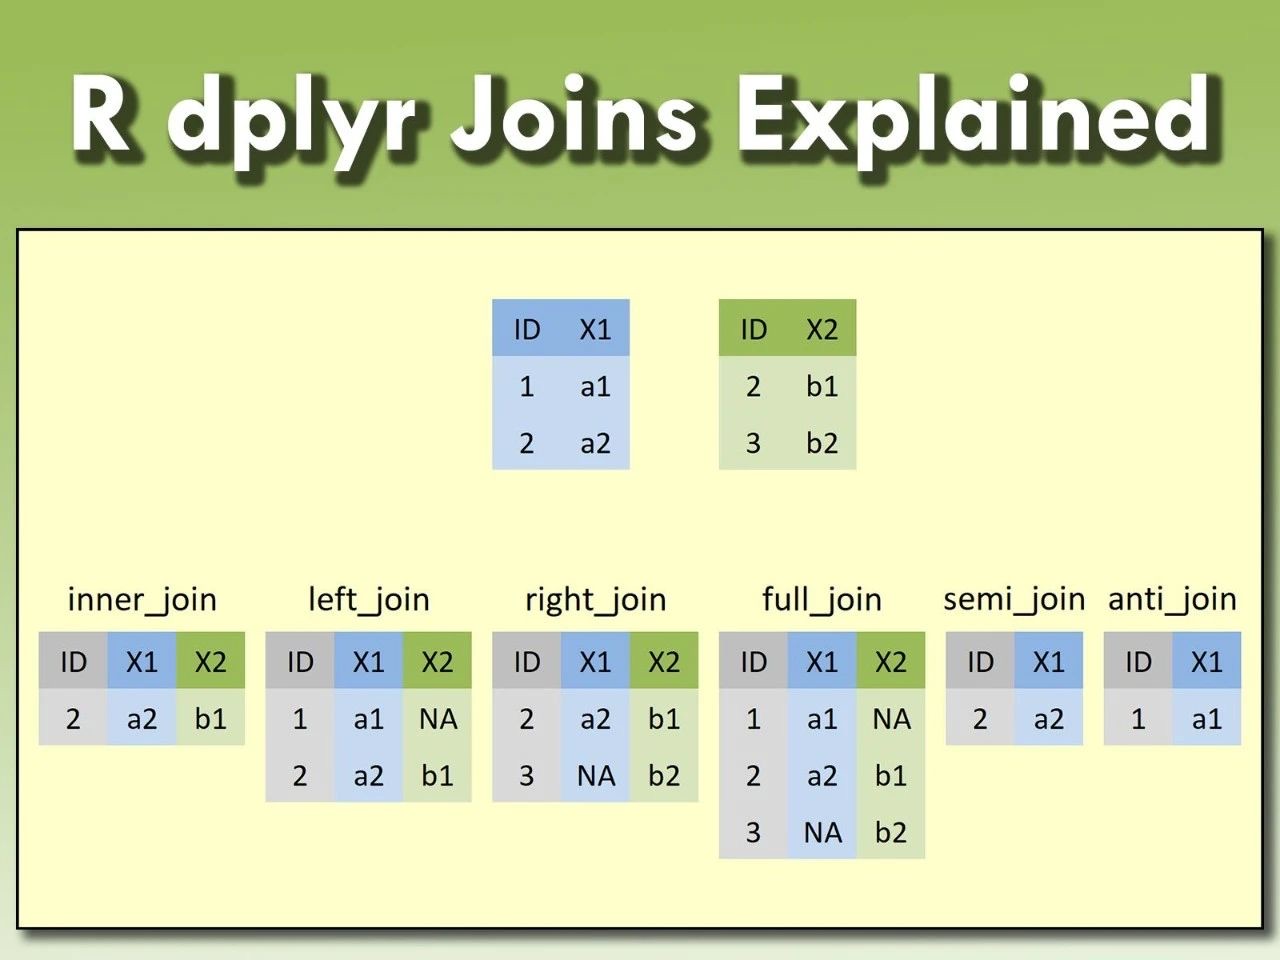 R dplyr Joins Explained
ID X1 ID X2
1 a1 2 b1
2 a2 3 b2
inner_join left_join right_join full_join semi_join anti_join
ID X1 X2 ID X1 X2 ID X1 X2 ID X1 X2 ID X1 ID X1
2 a2 b1 1 a1 NA 2 a2 b1 1 a1 NA 2 a2 1 a1
2 a2 b1 3 NA b2 2 a2 b1
3 NA b2